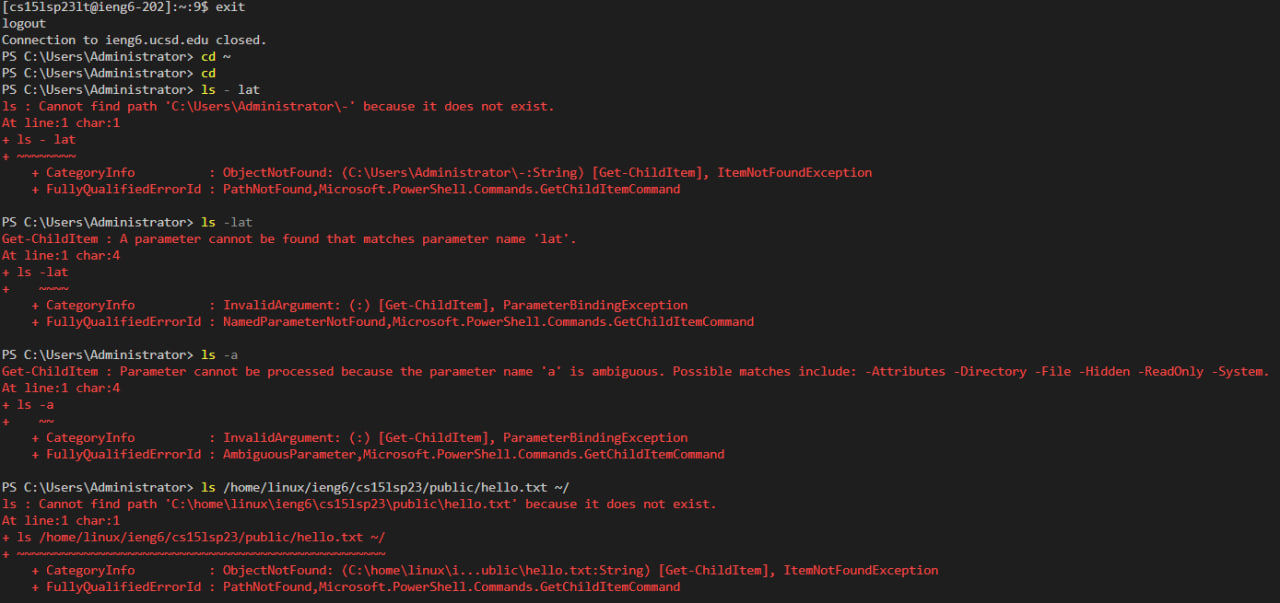 [cs15lsp23lt@ieng6-202]:~:9$ exit
logout
Connection to ieng6.ucsd.edu closed.
PS C:\Users\Administrator> cd ~
PS C:\Users\Administrator> cd
PS C:\Users\Administrator> ls - lat
ls : Cannot find path 'C:\Users\Administrator\-' because it does not exist.
At line:1 char:1
+ ls - lat
+ ~~~~~~~~
    + CategoryInfo          : ObjectNotFound: (C:\Users\Administrator\-:String) [Get-ChildItem], ItemNotFoundException
    + FullyQualifiedErrorId : PathNotFound,Microsoft.PowerShell.Commands.GetChildItemCommand
PS C:\Users\Administrator> ls -lat
Get-ChildItem : A parameter cannot be found that matches parameter name 'lat'.
At line:1 char:4
+ ls -lat
+    ~~~~
    + CategoryInfo          : InvalidArgument: (:) [Get-ChildItem], ParameterBindingException
    + FullyQualifiedErrorId : NamedParameterNotFound,Microsoft.PowerShell.Commands.GetChildItemCommand
PS C:\Users\Administrator> ls -a
Get-ChildItem : Parameter cannot be processed because the parameter name 'a' is ambiguous. Possible matches include: -Attributes -Directory -File -Hidden -ReadOnly -System.
At line:1 char:4
+ ls -a
+    ~~
    + CategoryInfo          : InvalidArgument: (:) [Get-ChildItem], ParameterBindingException
    + FullyQualifiedErrorId : AmbiguousParameter,Microsoft.PowerShell.Commands.GetChildItemCommand
PS C:\Users\Administrator> ls /home/linux/ieng6/cs15lsp23/public/hello.txt ~/
ls : Cannot find path 'C:\home\linux\ieng6\cs15lsp23\public\hello.txt' because it does not exist.
At line:1 char:1
+ ls /home/linux/ieng6/cs15lsp23/public/hello.txt ~/
+ ~~~~~~~~~~~~~~~~~~~~~~~~~~~~~~~~~~~~~~~~~~~~~~~~~~
    + CategoryInfo          : ObjectNotFound: (C:\home\linux\i...ublic\hello.txt:String) [Get-ChildItem], ItemNotFoundException
    + FullyQualifiedErrorId : PathNotFound,Microsoft.PowerShell.Commands.GetChildItemCommand